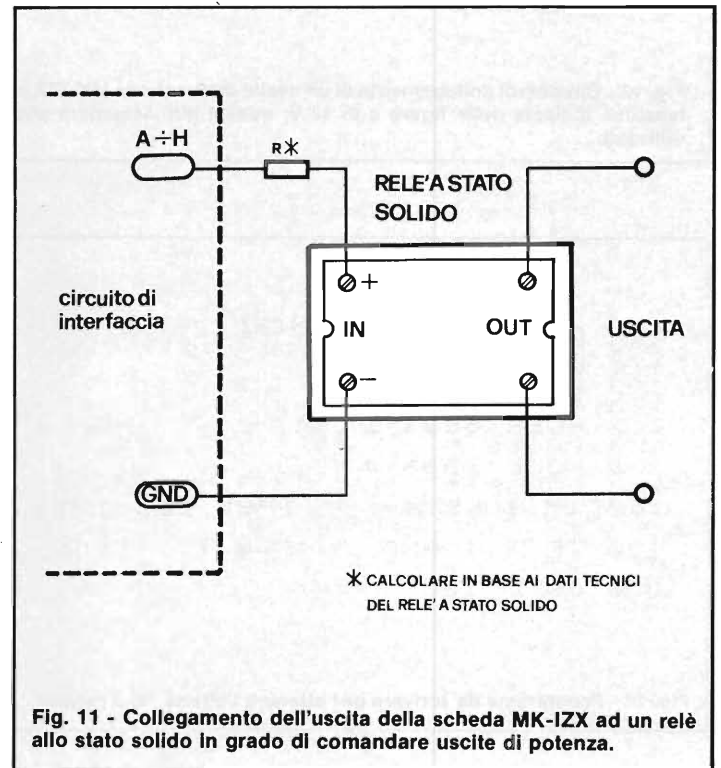 A÷H
R*
RELE'A STATO
SOLIDO
circuito di
interfaccia
+
IN
OUT
USCITA
−
GND
* CALCOLARE IN BASE AI DATI TECNICI
DEL RELE' A STATO SOLIDO
Fig. 11 - Collegamento dell'uscita della scheda MK-IZX ad un relè
allo stato solido in grado di comandare uscite di potenza.